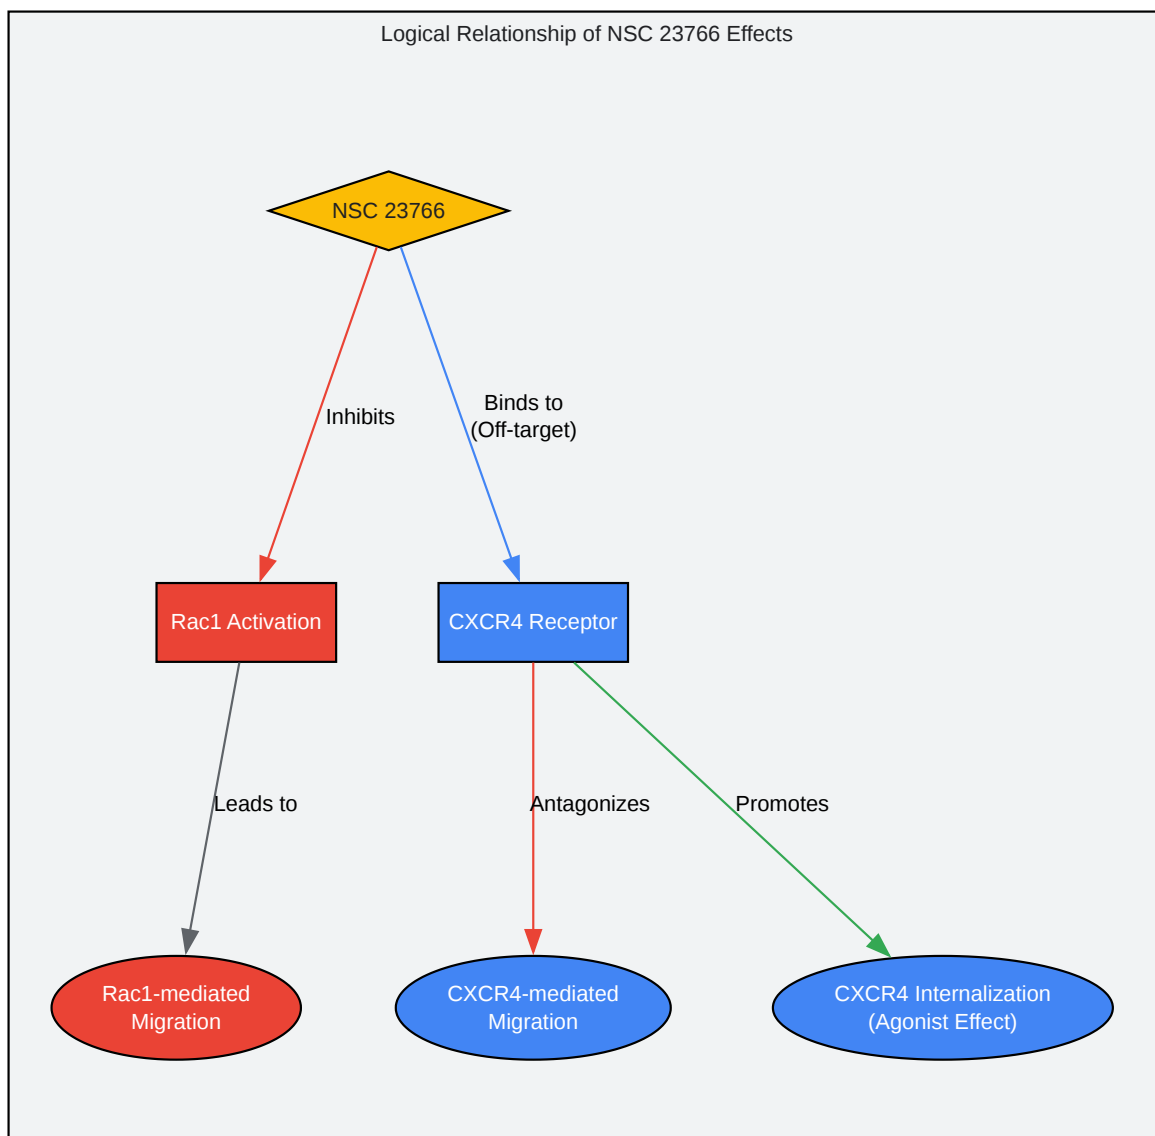 Logical Relationship of NSC 23766 Effects
NSC 23766
Inhibits
Binds to
(Off-target)
Rac1 Activation
CXCR4 Receptor
Leads to
Antagonizes
Promotes
Rac1-mediated
Migration
CXCR4-mediated
Migration
CXCR4 Internalization
(Agonist Effect)